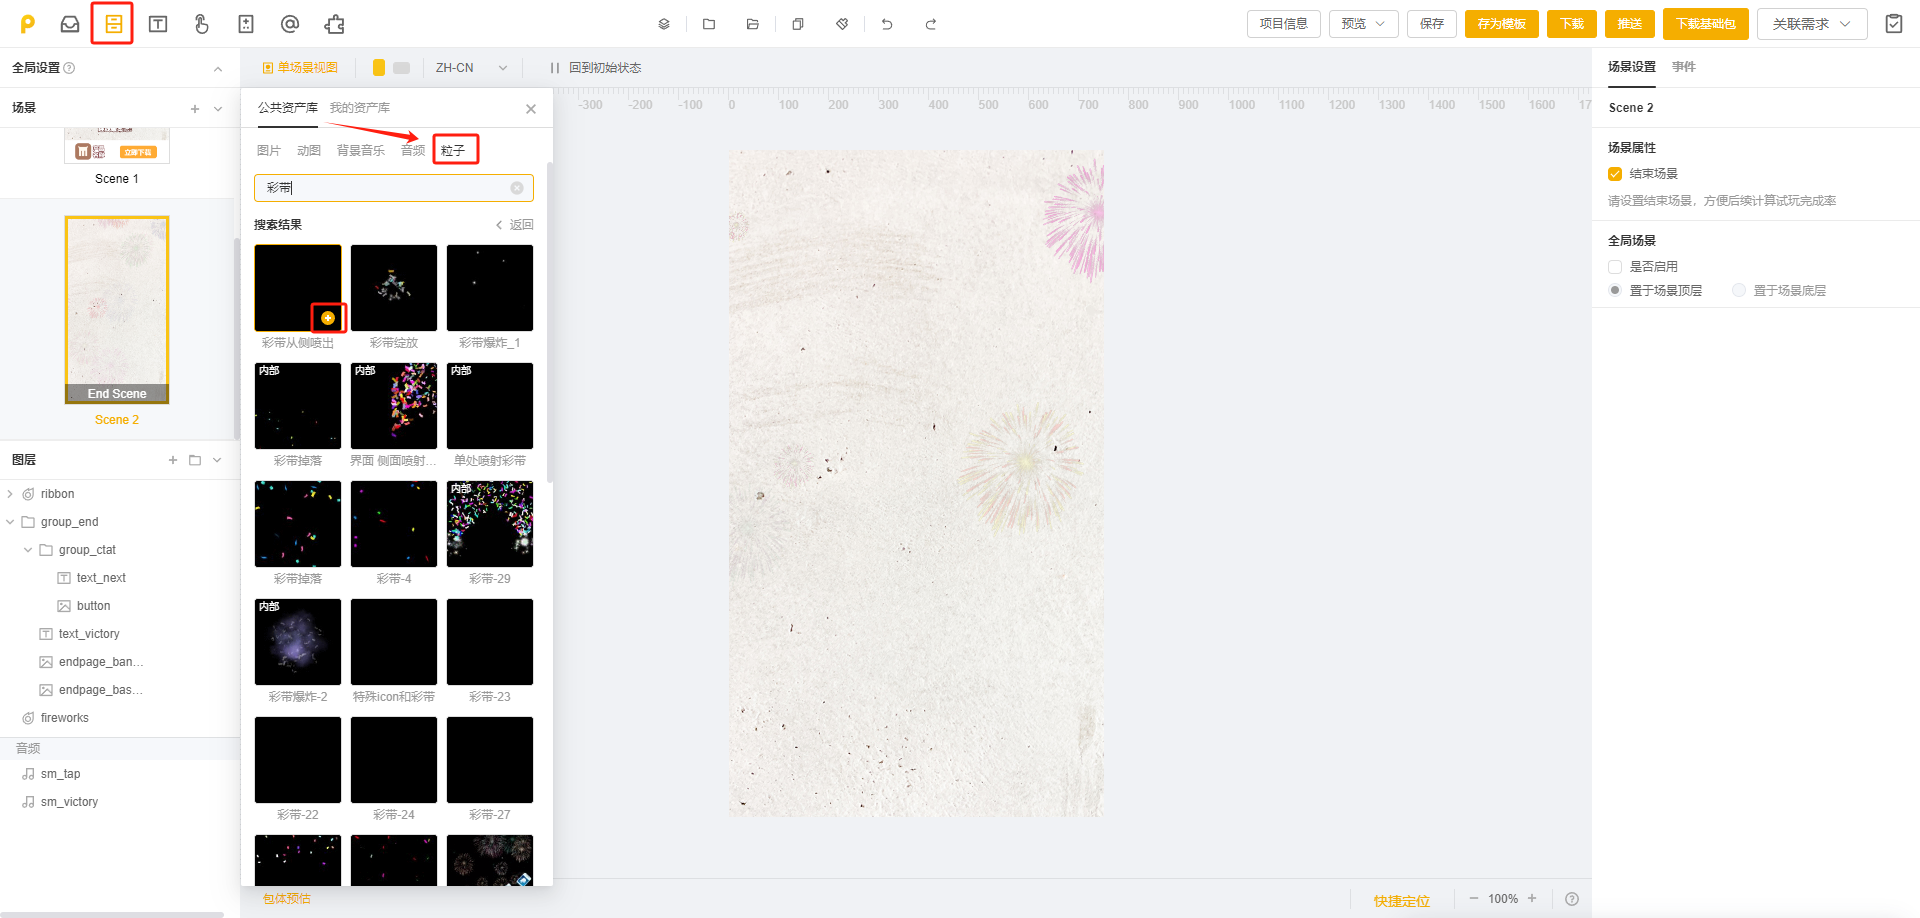 项目信息
预览
保存
存为模板
下载
推送
下载基础包
关联需求
全局设置
单场景视图
ZH-CN
回到初始状态
场景设置
事件
场景
公共资产库
我的资产库
-300
-200
-100
0
100
200
300
400
500
600
700
800
900
1000
1100
1200
1300
1400
1500
1600
17
Scene 2
图片
动图
背景音乐
音频
粒子
立即下载
Scene 1
彩带
搜索结果
返回
场景属性
结束场景
请设置结束场景，方便后续计算试玩完成率
全局场景
是否启用
置于场景顶层
置于场景底层
彩带从侧喷出
彩带绽放
彩带爆炸_1
End Scene
Scene 2
内部
内部
内部
彩带掉落
界面 侧面喷射...
单处喷射彩带
图层
ribbon
group_end
group_ctat
text_next
button
text_victory
endpage_ban...
endpage_bas...
fireworks
内部
彩带掉落
彩带-4
彩带-29
内部
彩带爆炸-2
特殊icon和彩带
彩带-23
音频
sm_tap
sm_victory
彩带-22
彩带-24
彩带-27
包体预估
快捷定位
100%